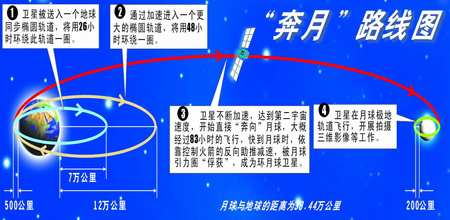 “奔月”路线图
① 卫星被送入一个地球
同步椭圆轨道，将用26小
时环绕此轨道一圈。
② 通过加速进入一个更
大的椭圆轨道，将用48小
时环绕一圈。
③ 卫星不断加速，达到第二宇宙
速度，开始直接“奔向”月球，大概
经过83小时的飞行，快到月球时，依
靠控制火箭的反向助推减速，被月球
引力圈“俘获”，成为环月球卫星。
④ 卫星在月球极地
轨道飞行，开展拍摄
三维影像等工作。
7万公里
500公里
12万公里
月球与地球的距离为38.44万公里
200公里